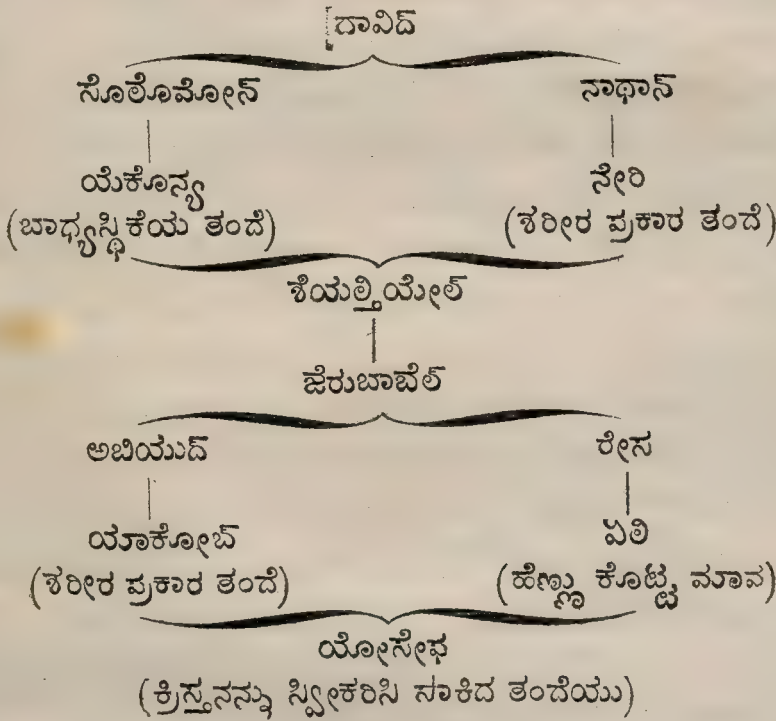 ದಾವಿದ್
ಸೊಲೊಮೋನ್ ನಾಥಾನ್
ಯೆಕೊನ್ಯ ನೇರಿ
(ಬಾಧ್ಯಸ್ಥಿಕೆಯ ತಂದೆ) (ಶರೀರ ಪ್ರಕಾರ ತಂದೆ)
ಶೆಯಲ್ತಿಯೇಲ್
ಜೆರುಬಾಬೆಲ್
ಅಬಿಯುದ್ ರೇಸ
ಯಾಕೋಬ್ ಏಲಿ
(ಶರೀರ ಪ್ರಕಾರ ತಂದೆ) (ಹೆಣ್ಣು ಕೊಟ್ಟ ಮಾವ)
ಯೋಸೇಫ
(ಕ್ರಿಸ್ತನನ್ನು ಸ್ವೀಕರಿಸಿ ಸಾಕಿದ ತಂದೆಯು)